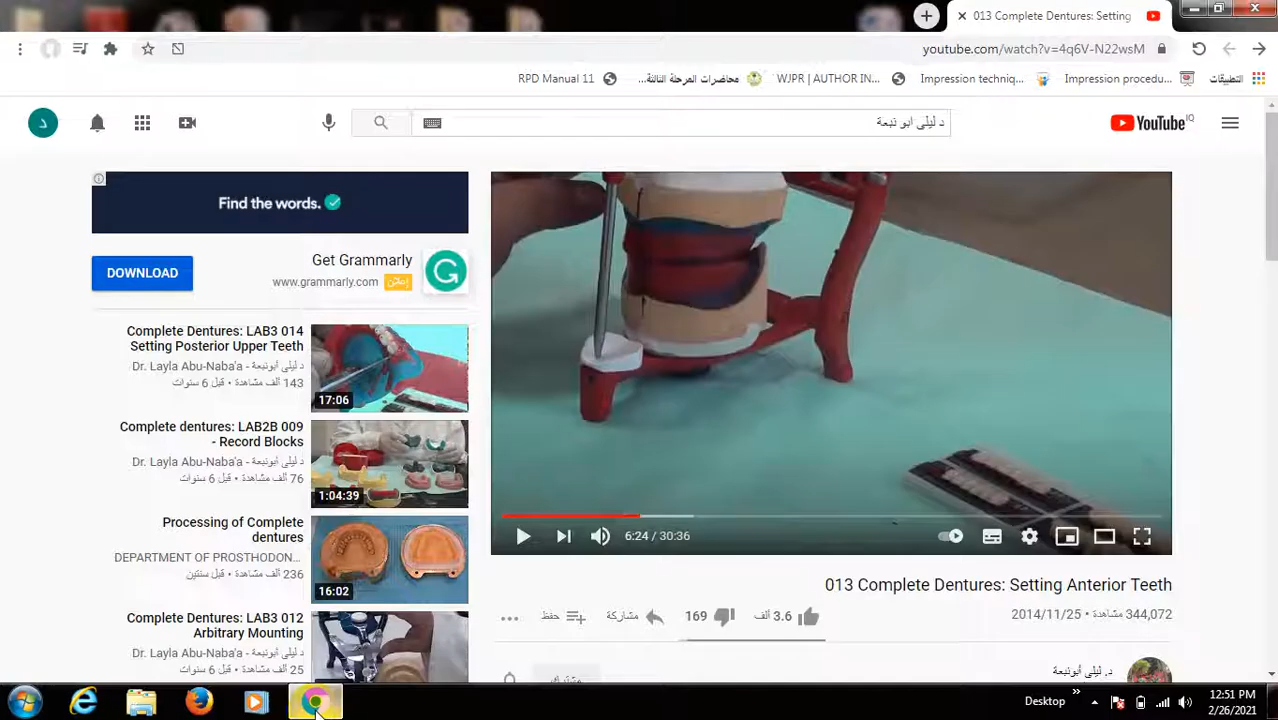 013 Complete Dentures: Setting
youtube.com/watch?v=4q6V-N22wsM
التطبيقات
Impression procedu...
Impression techniq...
WJPR | AUTHOR IN...
محاضرات المرحلة الثالثة...
RPD Manual 11
YouTube IQ
د ليلى ابو نبعة
د
Find the words.
Get Grammarly
إعلان www.grammarly.com
DOWNLOAD
Complete Dentures: LAB3 014
Setting Posterior Upper Teeth
Dr. Layla Abu-Naba'a - د ليلى أبونبعة
143 ألف مشاهدة • قبل 6 سنوات
17:06
Complete dentures: LAB2B 009
- Record Blocks
Dr. Layla Abu-Naba'a - د ليلى أبونبعة
76 ألف مشاهدة • قبل 6 سنوات
1:04:39
Processing of Complete
dentures
DEPARTMENT OF PROSTHODON...
236 ألف مشاهدة • قبل سنتين
16:02
Complete Dentures: LAB3 012
Arbitrary Mounting
Dr. Layla Abu-Naba'a - د ليلى أبونبعة
25 ألف مشاهدة • قبل 6 سنوات
6:24 / 30:36
013 Complete Dentures: Setting Anterior Teeth
344,072 مشاهدة • 2014/11/25
3.6 ألف
169
مشاركة
حفظ
د. ليلى أبونبعة
مشترك
Desktop
12:51 PM
2/26/2021